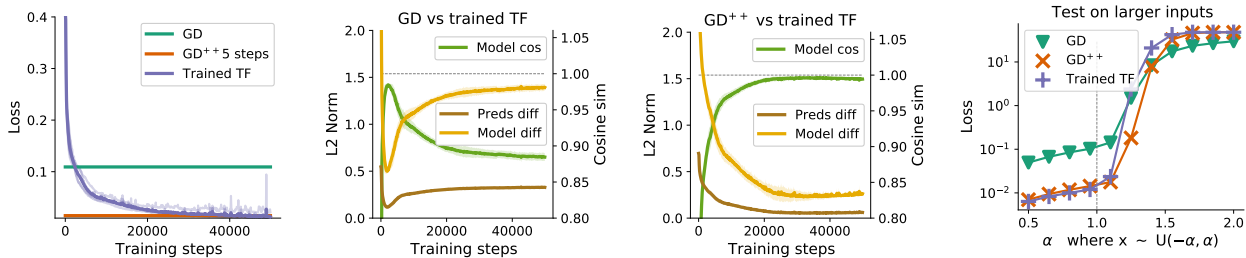 0.4
0.3
0.2
0.1
Loss
GD
GD++ 5 steps
Trained TF
0
20000
40000
Training steps
GD vs trained TF
2.0
1.5
1.0
0.5
0.0
L2 Norm
Model cos
Preds diff
Model diff
1.05
1.00
0.95
0.90
0.85
0.80
Cosine sim
0
20000
40000
Training steps
GD++ vs trained TF
2.0
1.5
1.0
0.5
0.0
L2 Norm
Model cos
Preds diff
Model diff
1.05
1.00
0.95
0.90
0.85
0.80
Cosine sim
0
20000
40000
Training steps
Test on larger inputs
10¹
10⁰
10⁻¹
10⁻²
Loss
GD
GD++
Trained TF
0.5
1.0
1.5
2.0
α where x ~ U(−α, α)